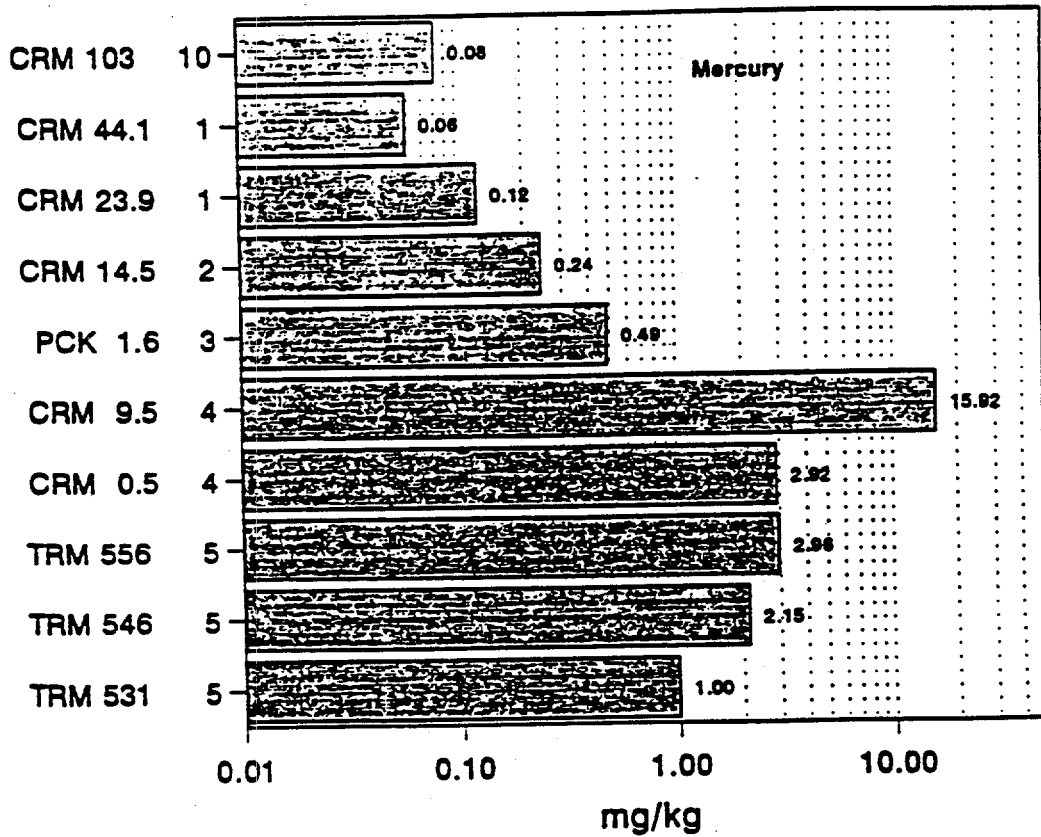 CRM 103 10 0.08
Mercury
CRM 44.1 1 0.06
CRM 23.9 1 0.12
CRM 14.5 2 0.24
PCK 1.6 3 0.49
CRM 9.5 4 15.92
CRM 0.5 4 2.92
TRM 556 5 2.96
TRM 546 5 2.15
TRM 531 5 1.00
0.01 0.10 1.00 10.00
mg/kg